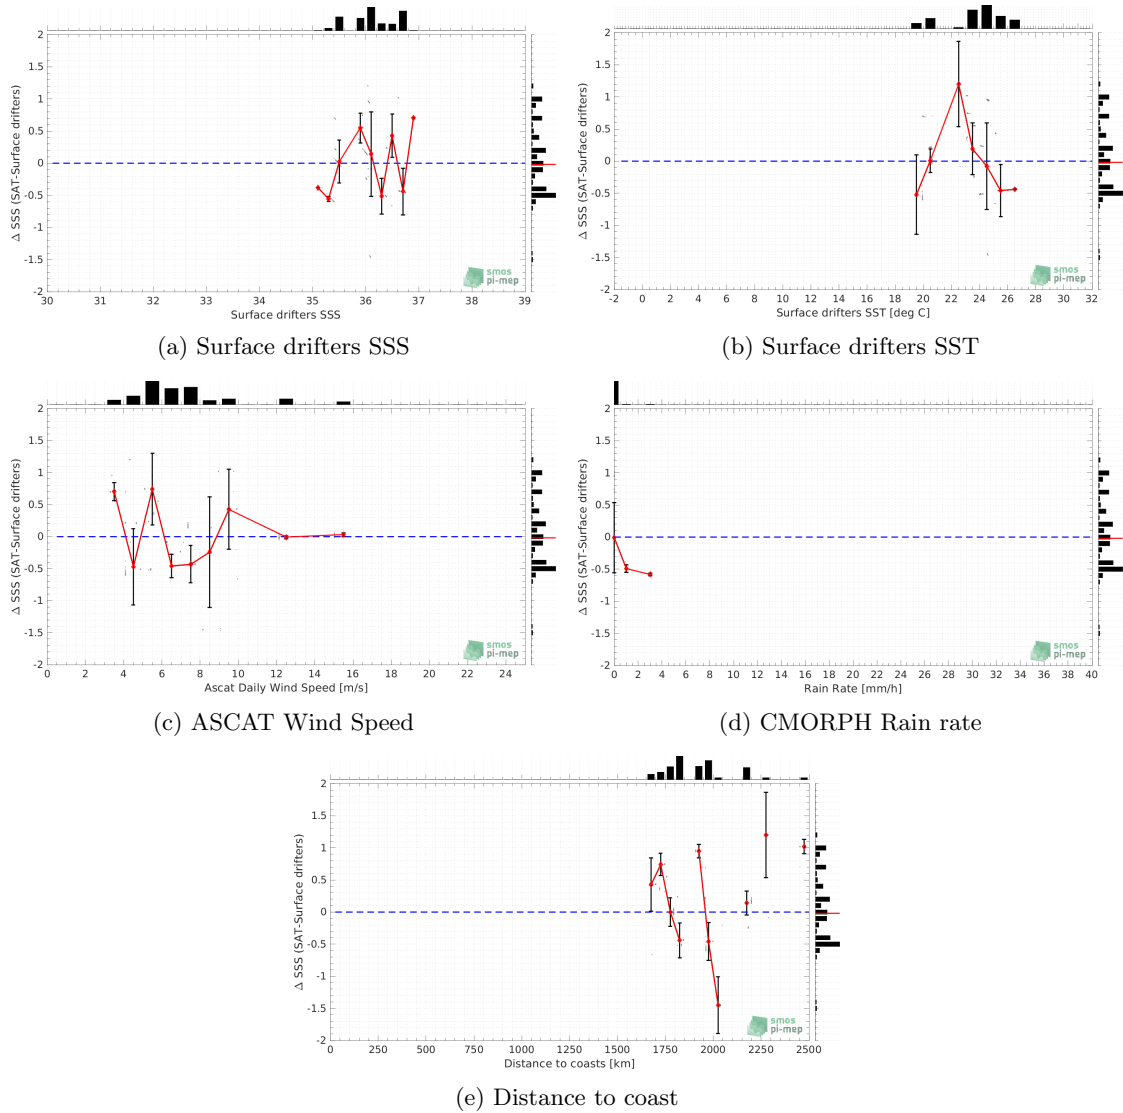 2
1.5
1
0.5
0
-0.5
-1
-1.5
-2
Δ SSS (SAT-Surface drifters)
30 31 32 33 34 35 36 37 38 39
Surface drifters SSS
smos
pi-mep
(a) Surface drifters SSS
2
1.5
1
0.5
0
-0.5
-1
-1.5
-2
Δ SSS (SAT-Surface drifters)
-2 0 2 4 6 8 10 12 14 16 18 20 22 24 26 28 30 32
Surface drifters SST [deg C]
smos
pi-mep
(b) Surface drifters SST
2
1.5
1
0.5
0
-0.5
-1
-1.5
-2
Δ SSS (SAT-Surface drifters)
0 2 4 6 8 10 12 14 16 18 20 22 24
Ascat Daily Wind Speed [m/s]
smos
pi-mep
(c) ASCAT Wind Speed
2
1.5
1
0.5
0
-0.5
-1
-1.5
-2
Δ SSS (SAT-Surface drifters)
0 2 4 6 8 10 12 14 16 18 20 22 24 26 28 30 32 34 36 38 40
Rain Rate [mm/h]
smos
pi-mep
(d) CMORPH Rain rate
2
1.5
1
0.5
0
-0.5
-1
-1.5
-2
Δ SSS (SAT-Surface drifters)
0 250 500 750 1000 1250 1500 1750 2000 2250 2500
Distance to coasts [km]
smos
pi-mep
(e) Distance to coast